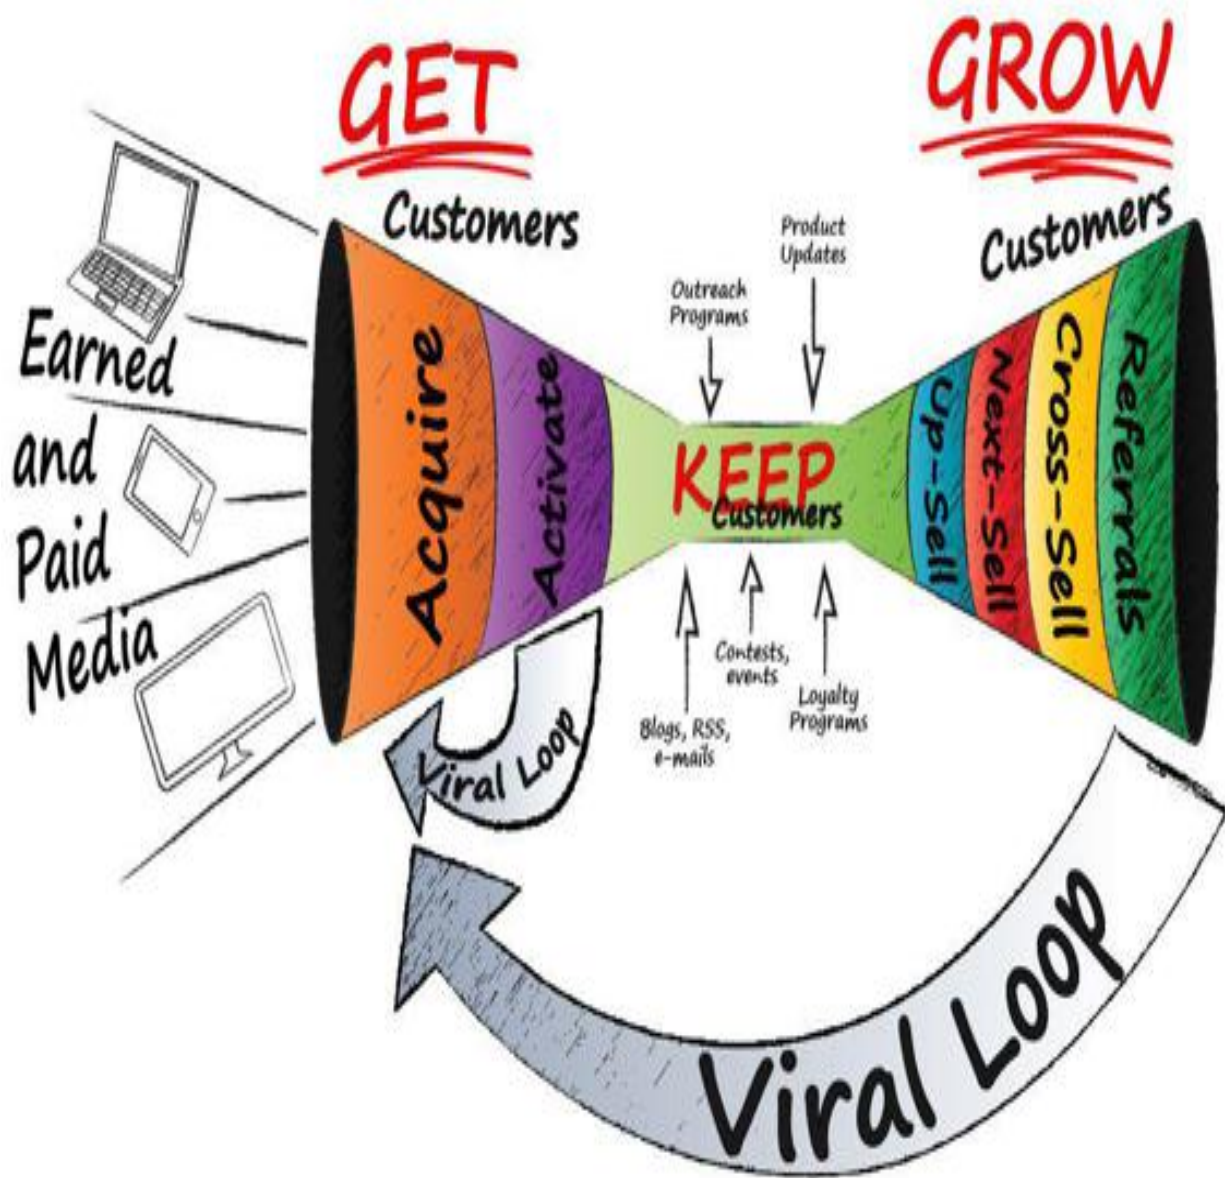 GET
Customers
GROW
Customers
Earned
and
Paid
Media
Acquire
Activate
Outreach
Programs
Product
Updates
KEEP
Customers
Blogs, RSS,
e-mails
Contests,
events
Loyalty
Programs
Up-Sell
Next-Sell
Cross-Sell
Referrals
Viral Loop
Viral Loop